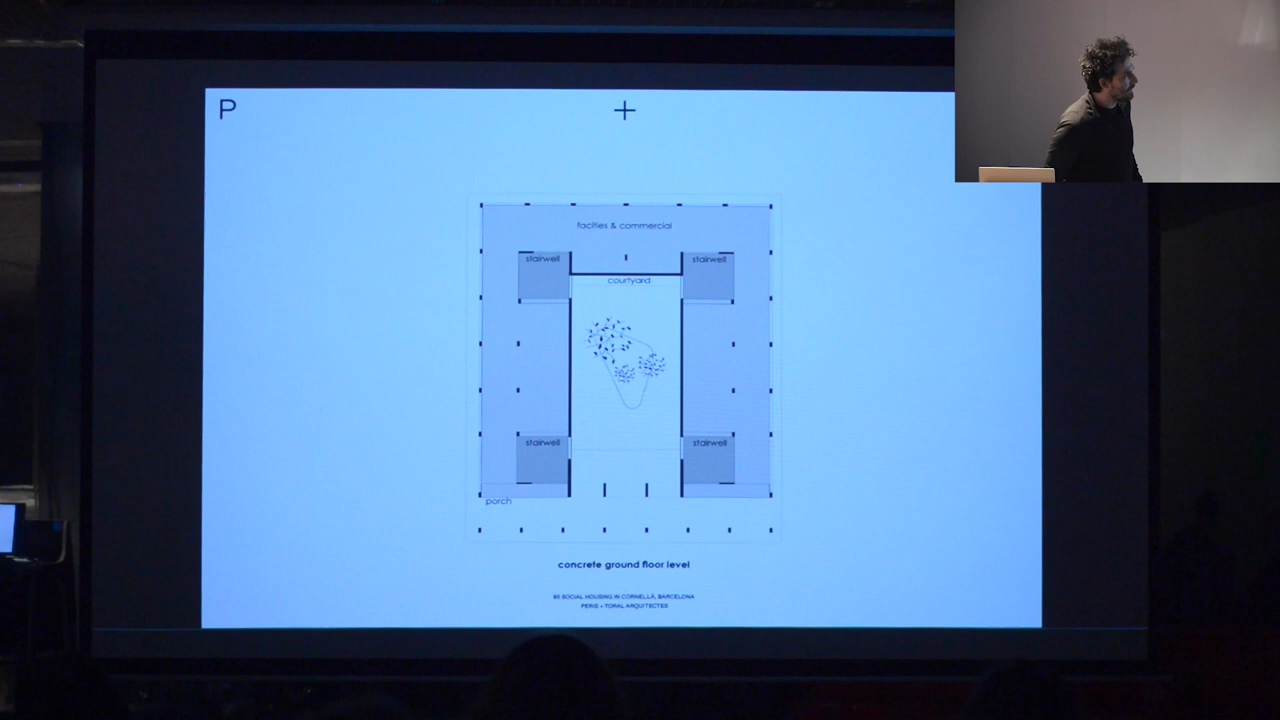 P
+
facities & commercial
stairwell
stairwell
courtyard
stairwell
stairwell
porch
concrete ground floor level
85 SOCIAL HOUSING IN CORNELLÀ, BARCELONA
PERIS + TORAL ARQUITECTES